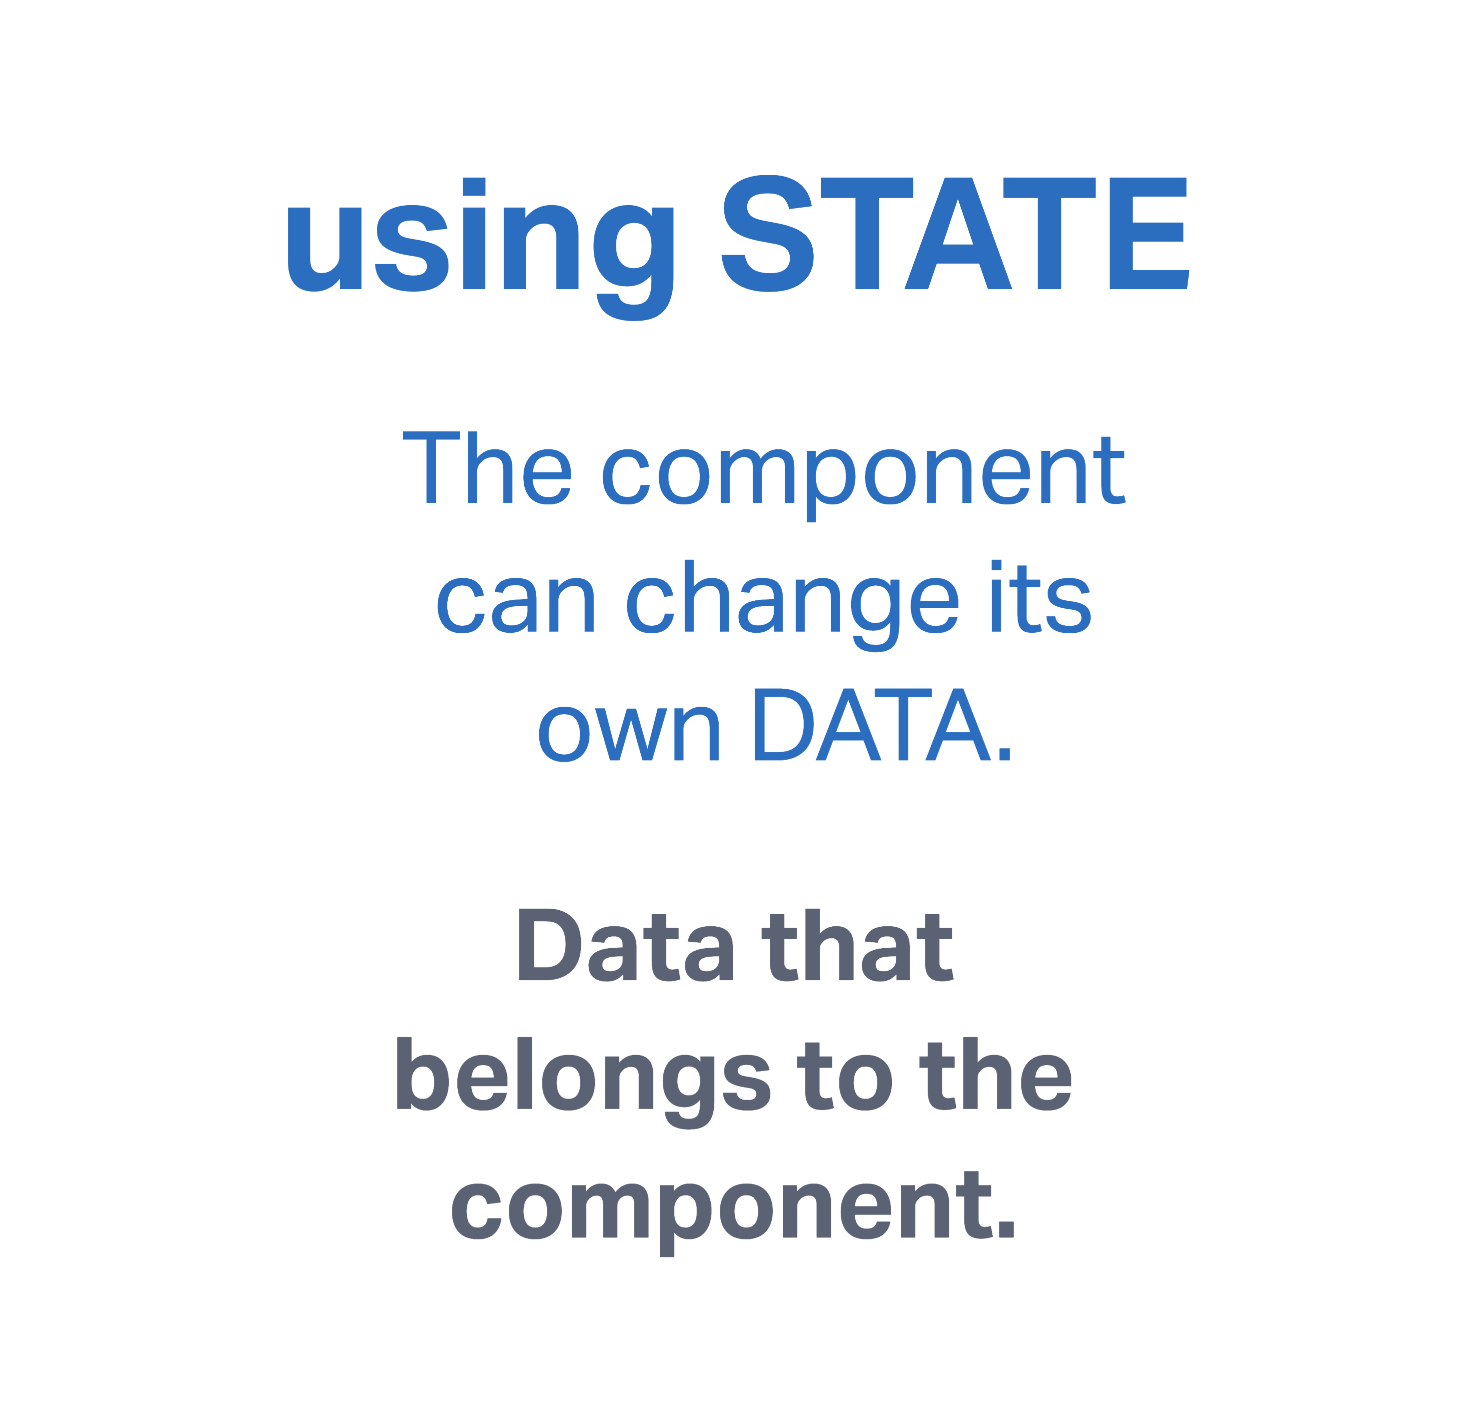 using STATE
The component
can change its
own DATA.
Data that
belongs to the
component.